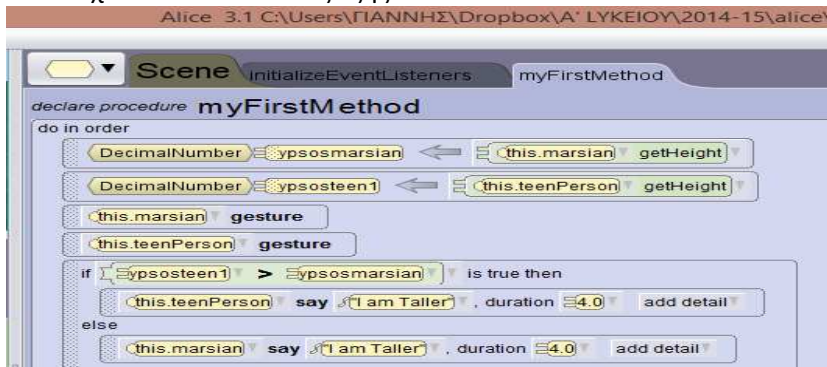 Alice 3.1 C:\Users\ΓΙΑΝΝΗΣ\Dropbox\A' LYKEIOY\2014-15\alice\
Scene initializeEventListeners myFirstMethod
declare procedure myFirstMethod
do in order
DecimalNumber ypsosmarsian this.marsian getHeight
DecimalNumber ypsosteen1 this.teenPerson getHeight
this.marsian gesture
this.teenPerson gesture
if ypsosteen1 > ypsosmarsian is true then
this.teenPerson say "I am Taller" , duration 4.0 add detail
else
this.marsian say "I am Taller" , duration 4.0 add detail